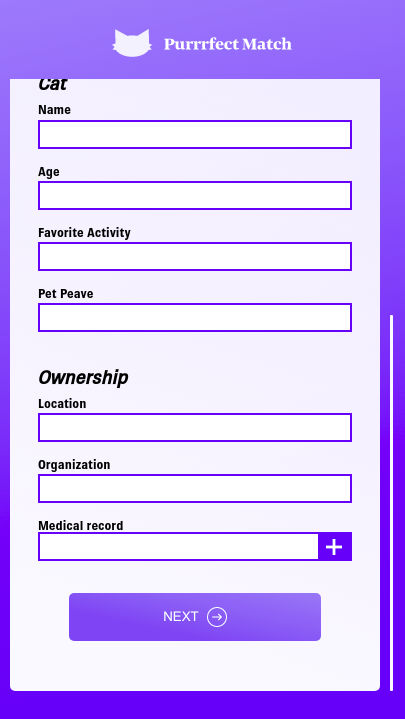 Purrrfect Match
Cat
Name
Age
Favorite Activity
Pet Peave
Ownership
Location
Organization
Medical record
NEXT